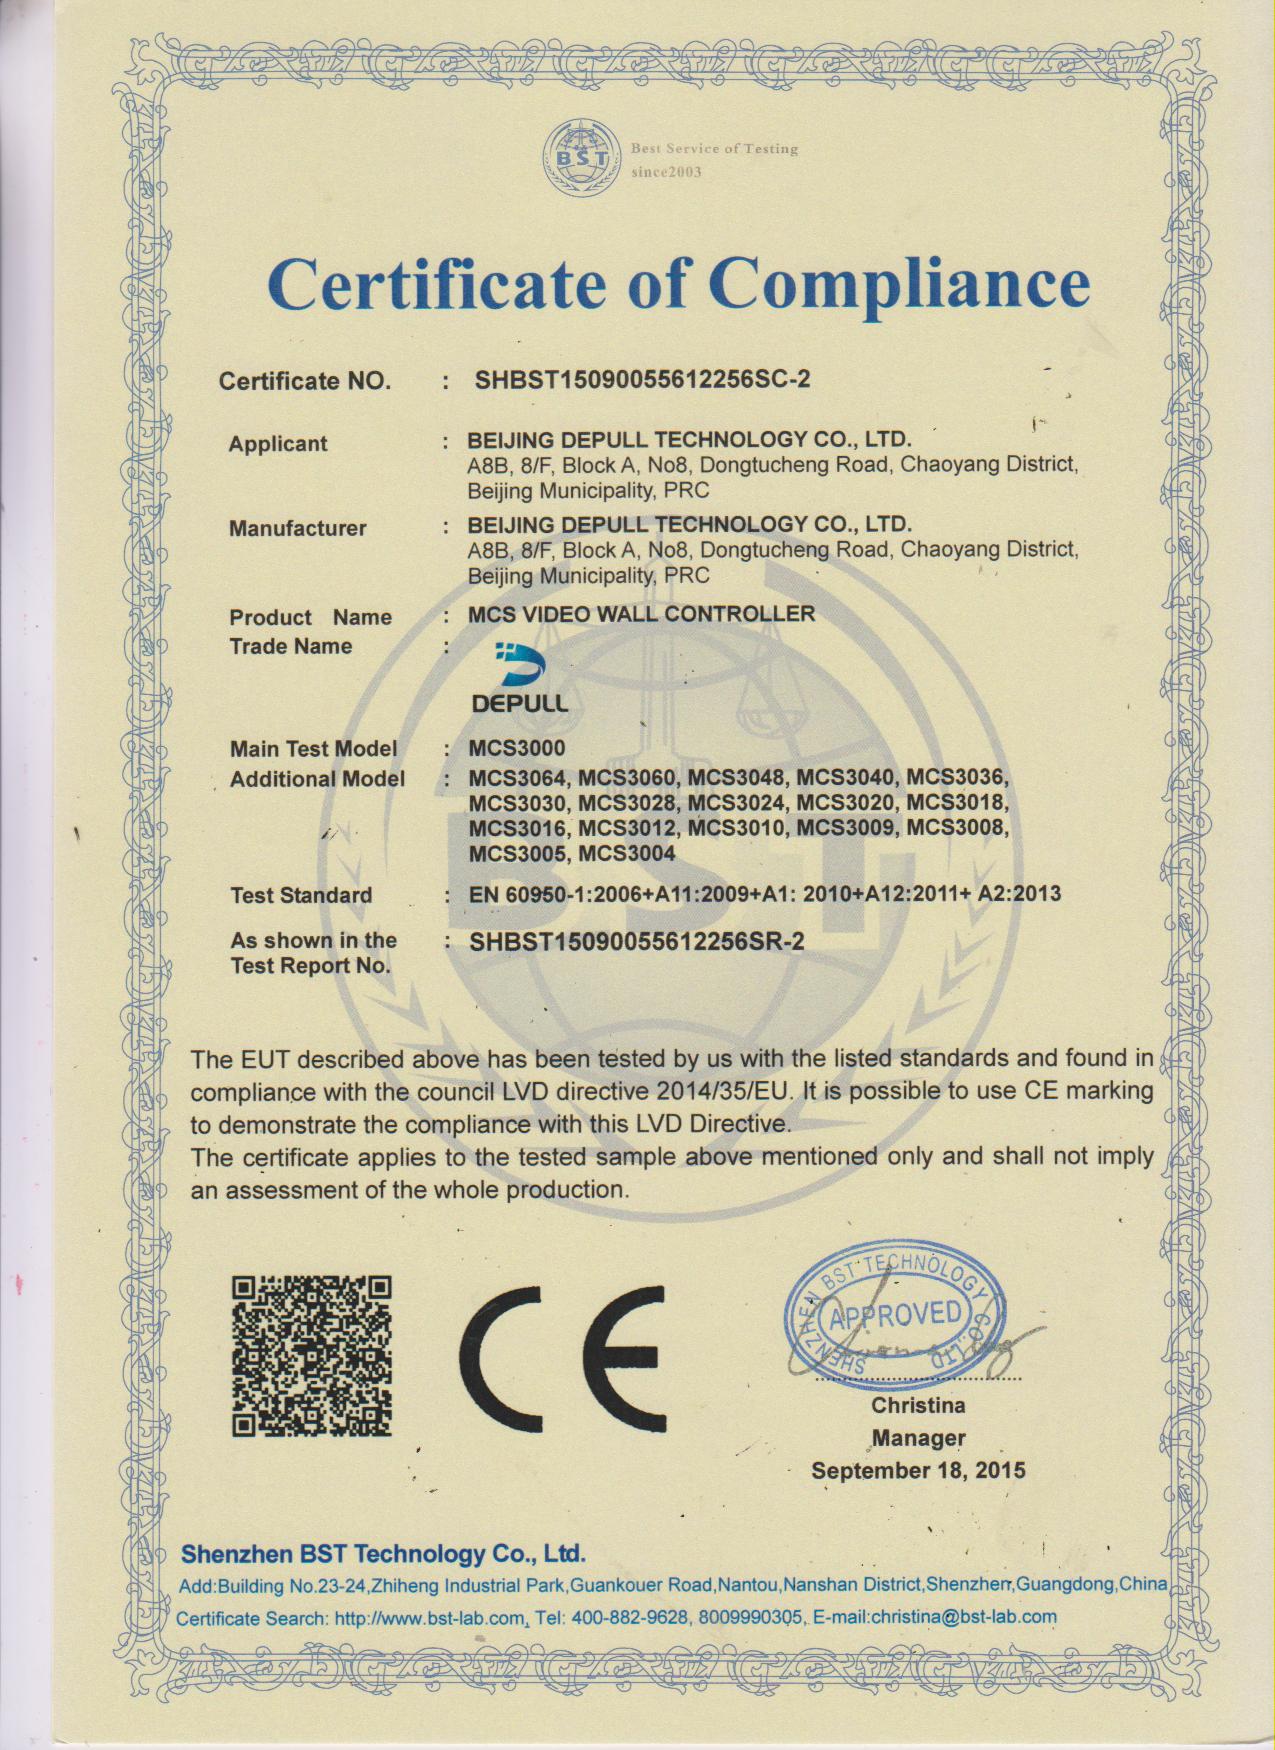 BST
Best Service of Testing
since2003
Certificate of Compliance
Certificate NO. : SHBST15090055612256SC-2
Applicant : BEIJING DEPULL TECHNOLOGY CO., LTD.
A8B, 8/F, Block A, No8, Dongtucheng Road, Chaoyang District,
Beijing Municipality, PRC
Manufacturer : BEIJING DEPULL TECHNOLOGY CO., LTD.
A8B, 8/F, Block A, No8, Dongtucheng Road, Chaoyang District,
Beijing Municipality, PRC
Product Name : MCS VIDEO WALL CONTROLLER
Trade Name :
DEPULL
Main Test Model : MCS3000
Additional Model : MCS3064, MCS3060, MCS3048, MCS3040, MCS3036,
MCS3030, MCS3028, MCS3024, MCS3020, MCS3018,
MCS3016, MCS3012, MCS3010, MCS3009, MCS3008,
MCS3005, MCS3004
Test Standard : EN 60950-1:2006+A11:2009+A1: 2010+A12:2011+ A2:2013
As shown in the : SHBST15090055612256SR-2
Test Report No.
BST
The EUT described above has been tested by us with the listed standards and found in
compliance with the council LVD directive 2014/35/EU. It is possible to use CE marking
to demonstrate the compliance with this LVD Directive.
The certificate applies to the tested sample above mentioned only and shall not imply
an assessment of the whole production.
CE
SHENZHEN BST TECHNOLOGY CO.,LTD
APPROVED
Christina
Manager
September 18, 2015
Shenzhen BST Technology Co., Ltd.
Add:Building No.23-24,Zhiheng Industrial Park,Guankouer Road,Nantou,Nanshan District,Shenzhen,Guangdong,China
Certificate Search: http://www.bst-lab.com, Tel: 400-882-9628, 8009990305, E-mail:christina@bst-lab.com